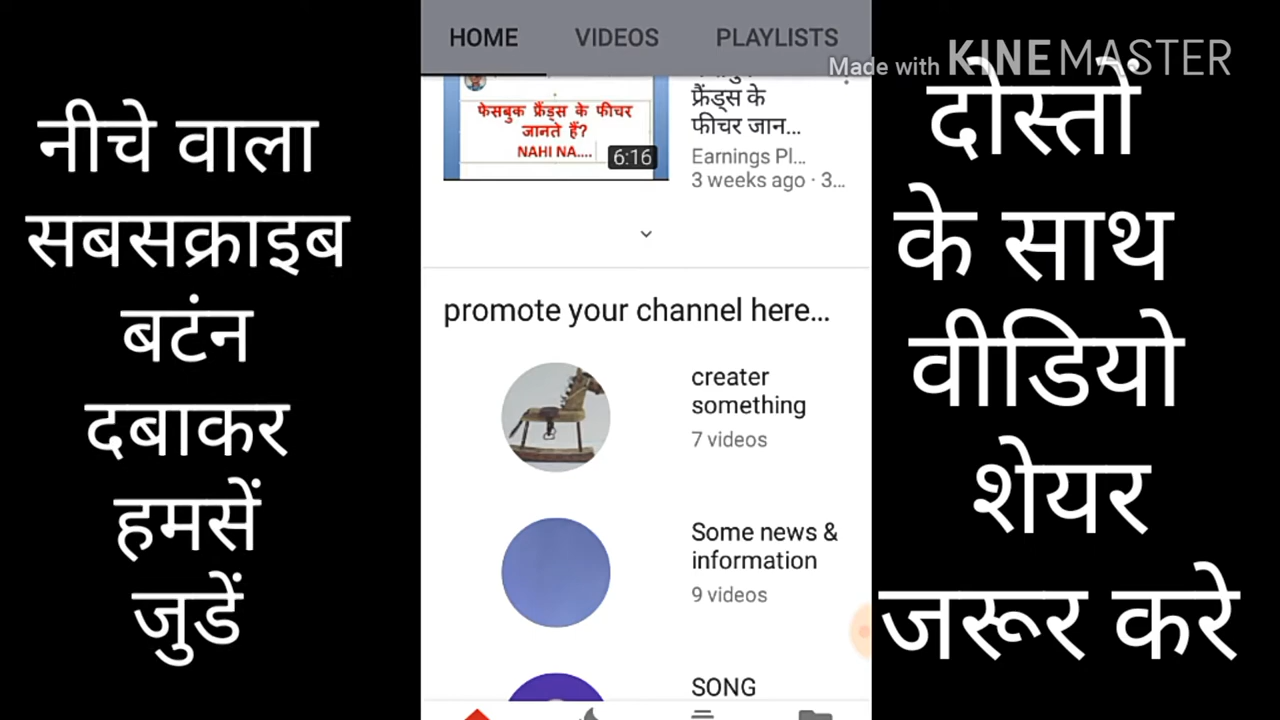 HOME VIDEOS PLAYLISTS
Made with KINEMASTER
नीचे वाला
सबसक्राइब
बटंन
दबाकर
हमसें
जुडें
फेसबुक फ्रैंड्स के फीचर
जानते हैं?
NAHI NA....
6:16
फ्रैंड्स के
फीचर जान...
Earnings Pl...
3 weeks ago · 3...
promote your channel here...
creater
something
7 videos
Some news &
information
9 videos
SONG
दोस्तों
के साथ
वीडियो
शेयर
जरूर करे